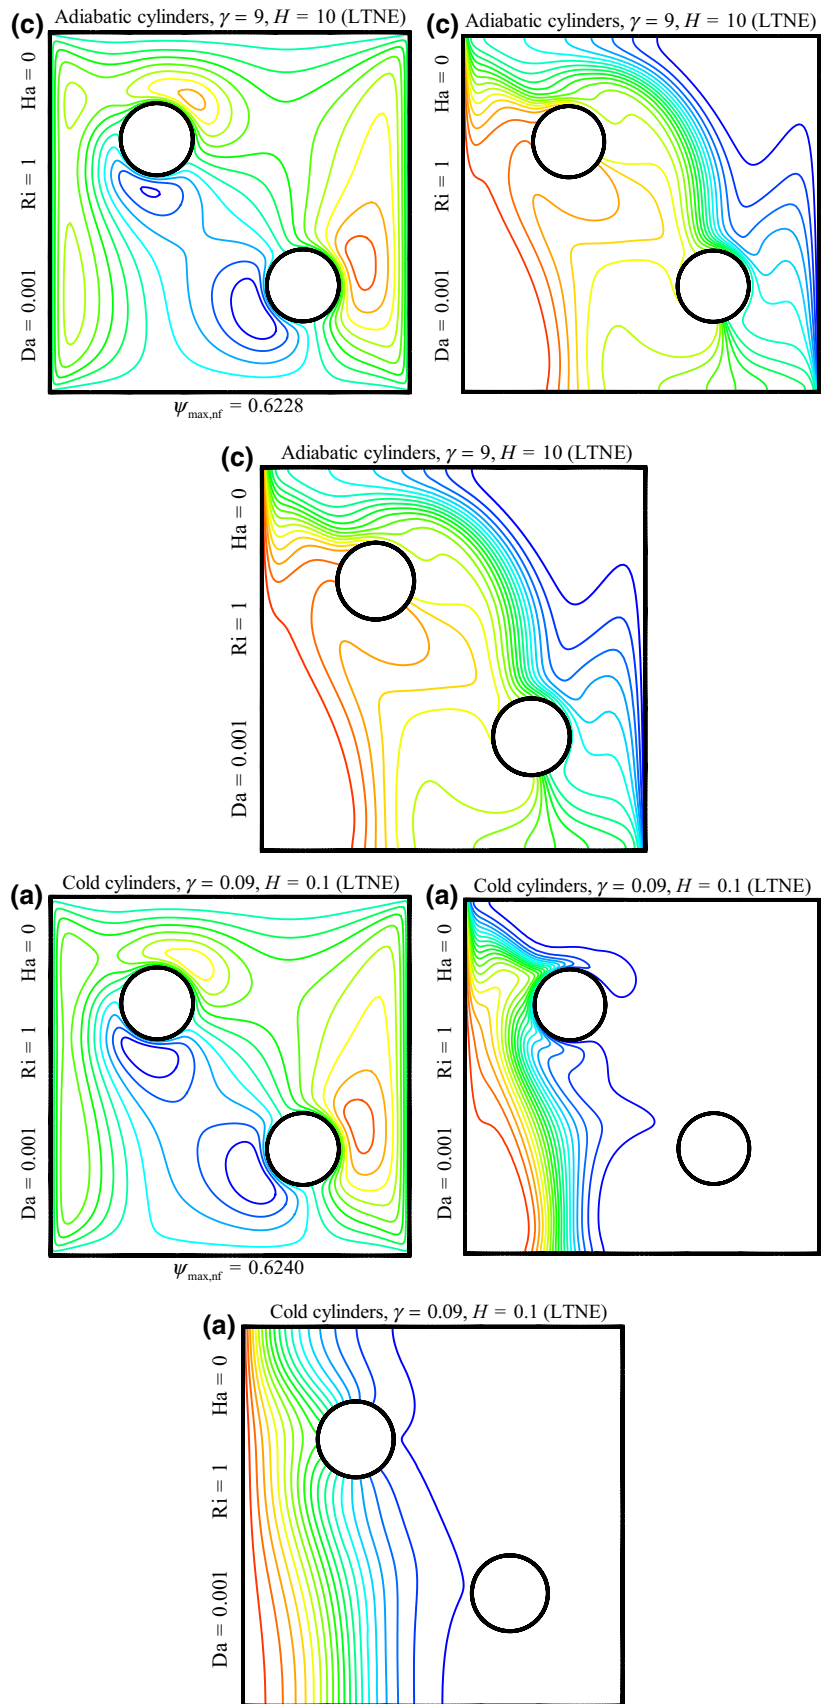 (c) Adiabatic cylinders, γ = 9, H = 10 (LTNE)
Da = 0.001 Ri = 1 Ha = 0
ψmax,nf = 0.6228
(c) Adiabatic cylinders, γ = 9, H = 10 (LTNE)
Da = 0.001 Ri = 1 Ha = 0
(c) Adiabatic cylinders, γ = 9, H = 10 (LTNE)
Da = 0.001 Ri = 1 Ha = 0
(a) Cold cylinders, γ = 0.09, H = 0.1 (LTNE)
Da = 0.001 Ri = 1 Ha = 0
ψmax,nf = 0.6240
(a) Cold cylinders, γ = 0.09, H = 0.1 (LTNE)
Da = 0.001 Ri = 1 Ha = 0
(a) Cold cylinders, γ = 0.09, H = 0.1 (LTNE)
Da = 0.001 Ri = 1 Ha = 0